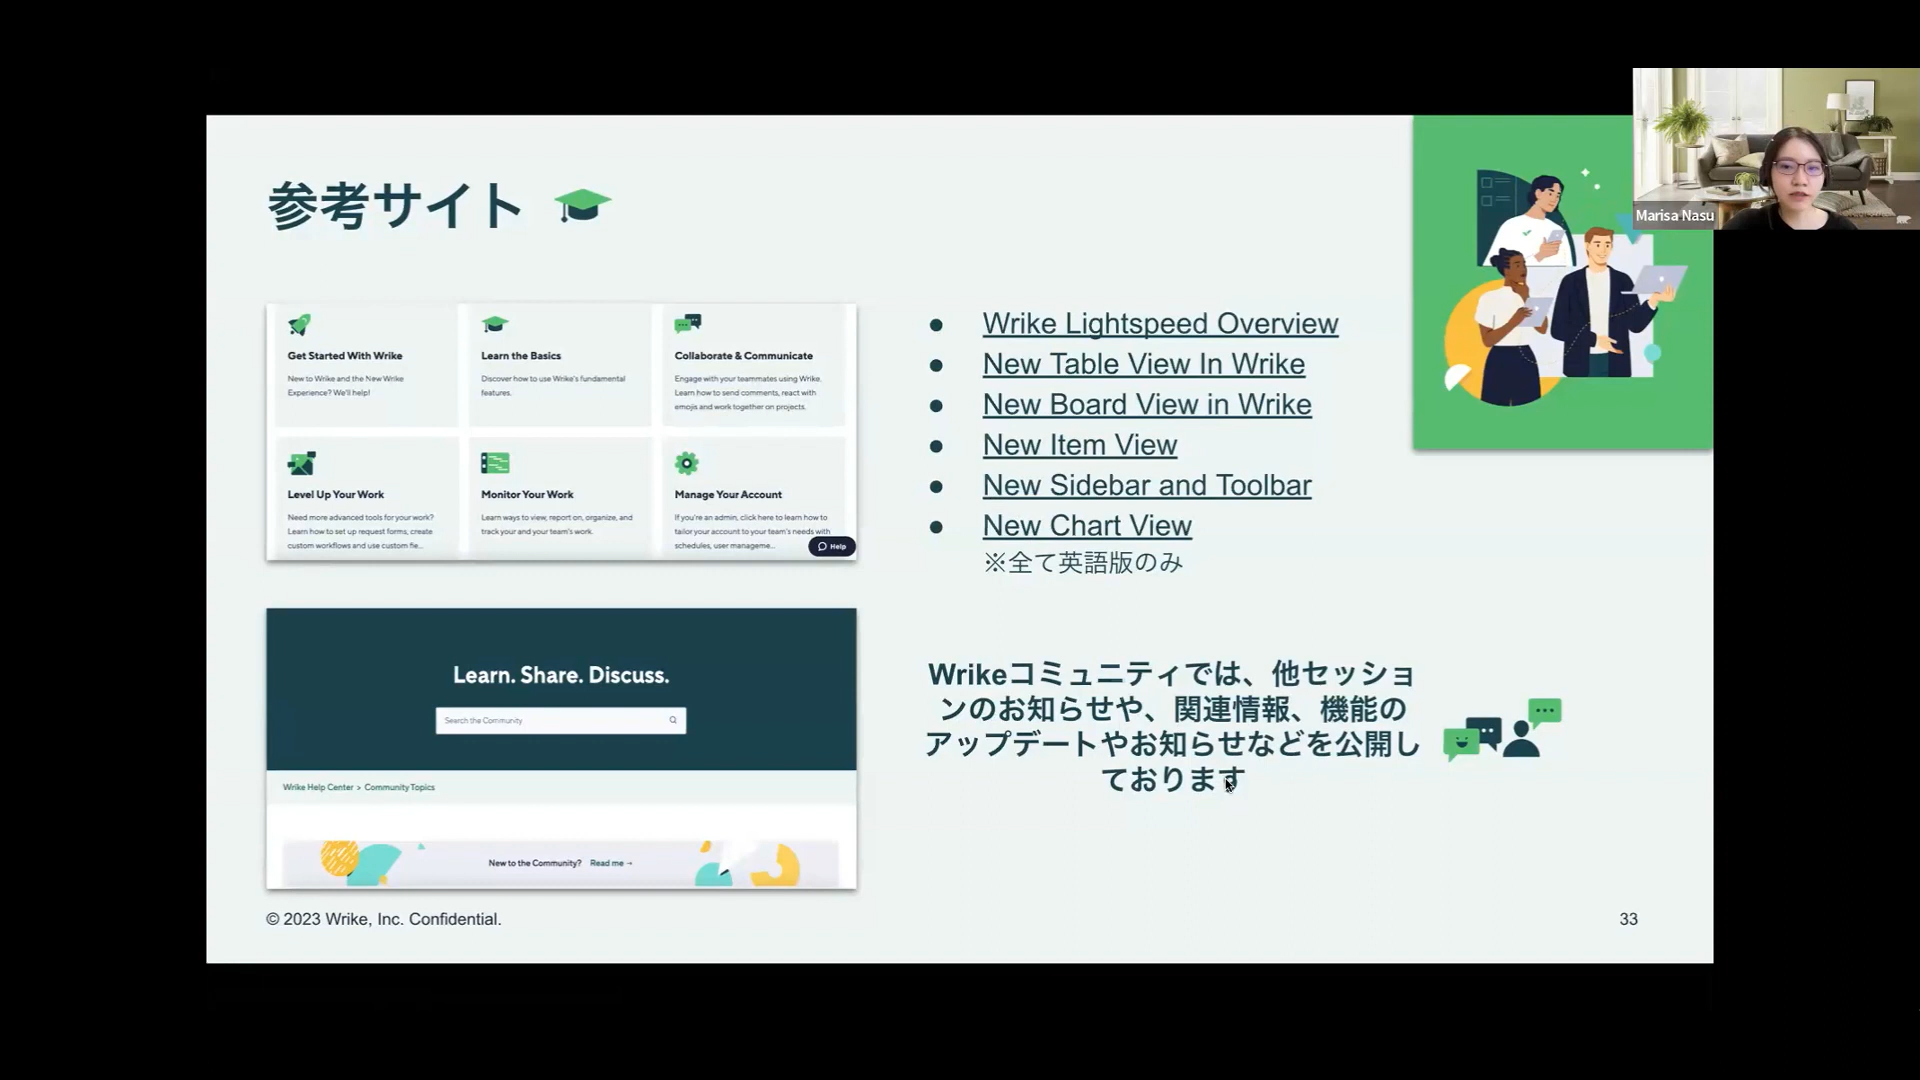 参考サイト
Marisa Nasu
Get Started With Wrike
New to Wrike and the New Wrike
Experience? We'll help!
Learn the Basics
Discover how to use Wrike's fundamental
features.
Collaborate & Communicate
Engage with your teammates using Wrike.
Learn how to send comments, react with
emojis and work together on projects.
Level Up Your Work
Need more advanced tools for your work?
Learn how to set up request forms, create
custom workflows and use custom fie...
Monitor Your Work
Learn ways to view, report on, organize, and
track your and your team's work.
Manage Your Account
If you're an admin, click here to learn how to
tailor your account to your team's needs with
schedules, user manageme...
Help
Wrike Lightspeed Overview
New Table View In Wrike
New Board View in Wrike
New Item View
New Sidebar and Toolbar
New Chart View
※全て英語版のみ
Learn. Share. Discuss.
Search the Community
Wrike Help Center > Community Topics
New to the Community? Read me →
Wrikeコミュニティでは、他セッショ
ンのお知らせや、関連情報、機能の
アップデートやお知らせなどを公開し
ております
© 2023 Wrike, Inc. Confidential.
33